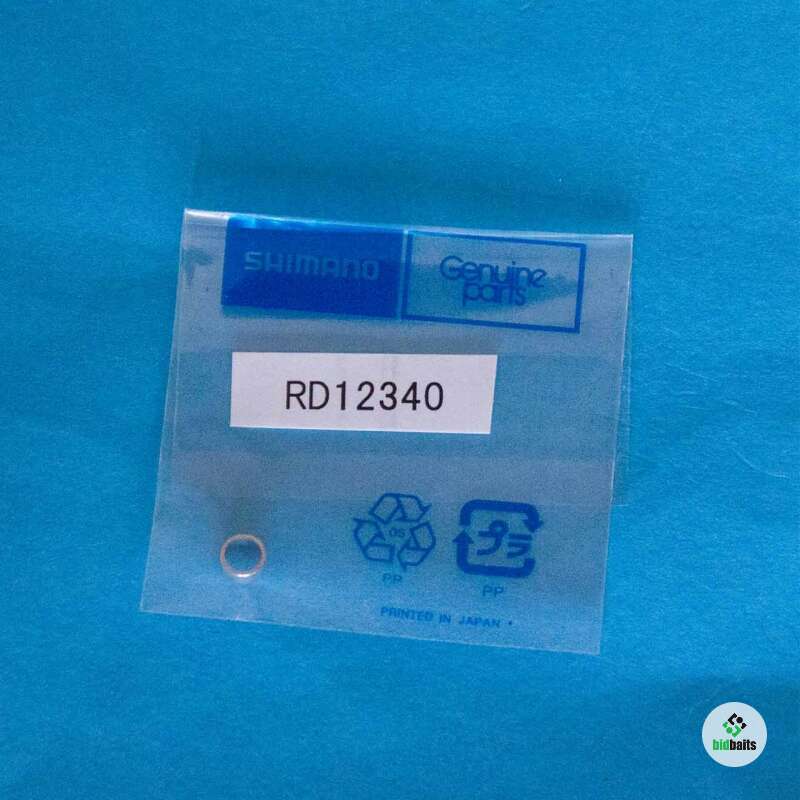 SHIMANO
Genuine
parts
RD12340
05
PP
プラ
PP
PRINTED IN JAPAN
bidbaits